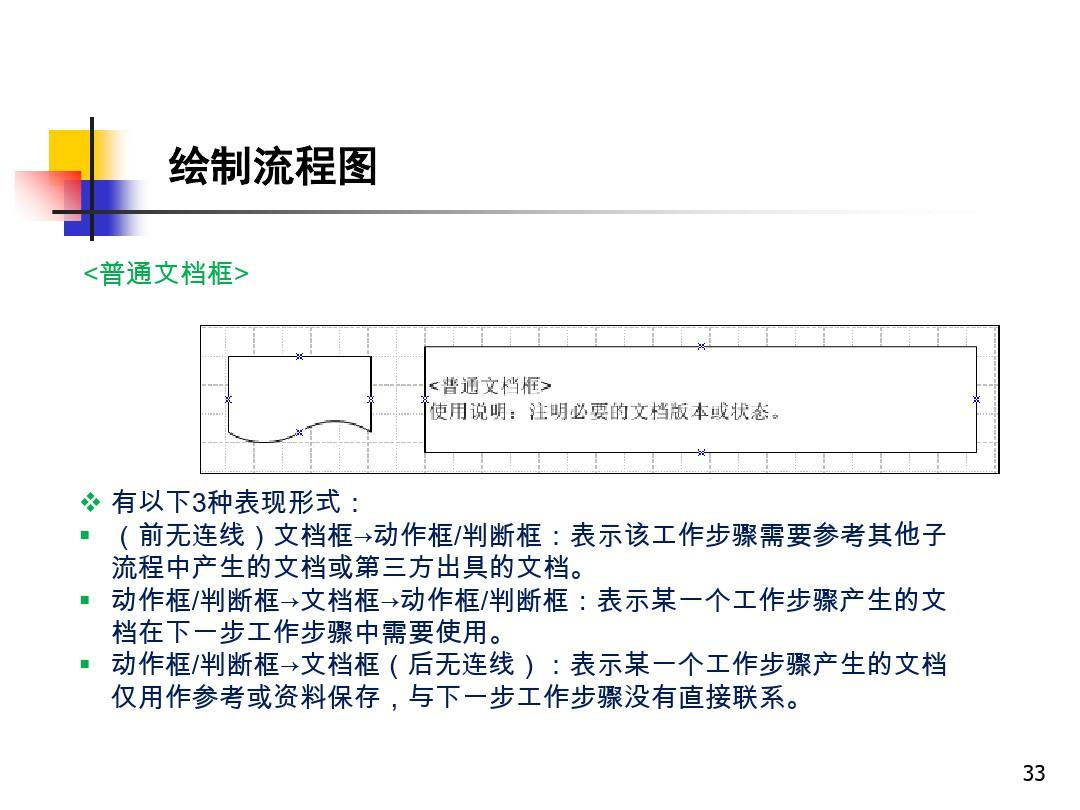 绘制流程图
<普通文档框>
<普通文档框>
使用说明：注明必要的文档版本或状态。
❖ 有以下3种表现形式：
▪ （前无连线）文档框→动作框/判断框：表示该工作步骤需要参考其他子
流程中产生的文档或第三方出具的文档。
▪ 动作框/判断框→文档框→动作框/判断框：表示某一个工作步骤产生的文
档在下一步工作步骤中需要使用。
▪ 动作框/判断框→文档框（后无连线）：表示某一个工作步骤产生的文档
仅用作参考或资料保存，与下一步工作步骤没有直接联系。
33